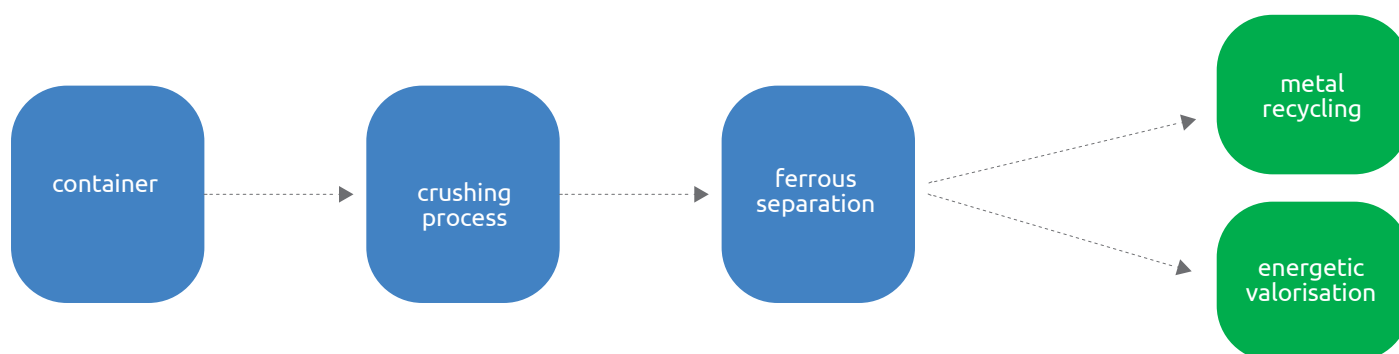 container
crushing
process
ferrous
separation
metal
recycling
energetic
valorisation